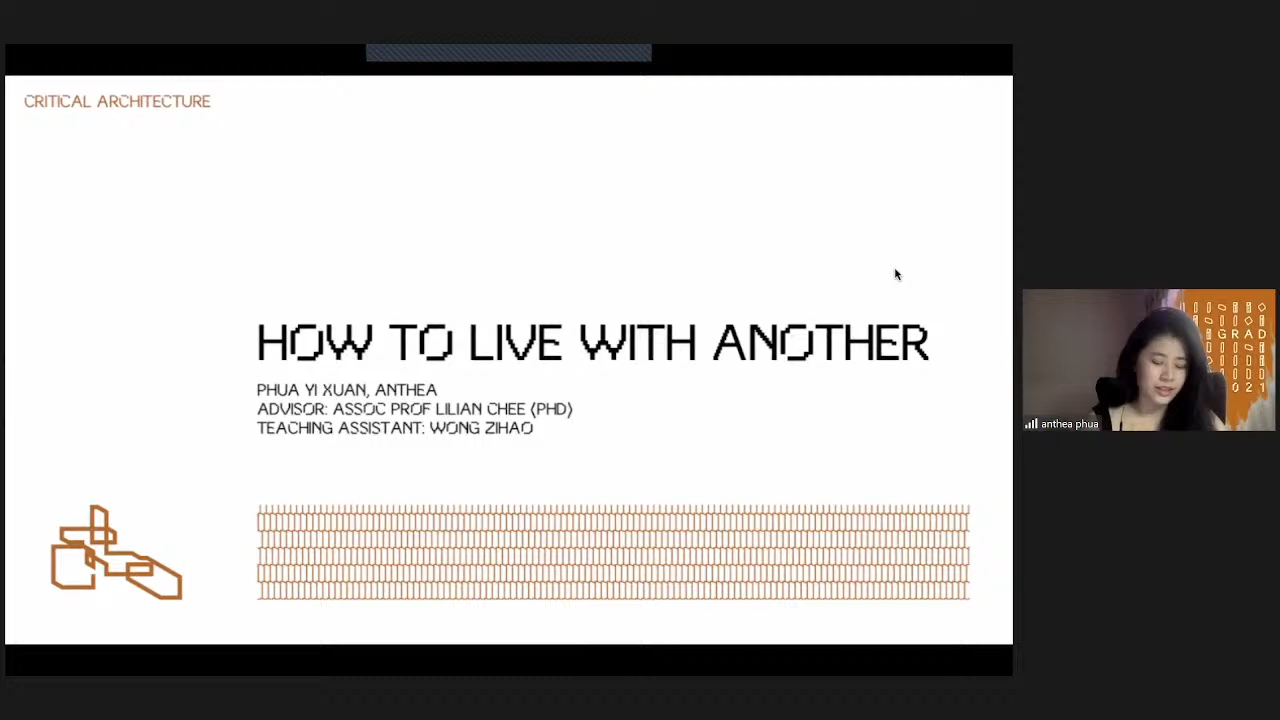 CRITICAL ARCHITECTURE
HOW TO LIVE WITH ANOTHER
PHUA YI XUAN, ANTHEA
ADVISOR: ASSOC PROF LILIAN CHEE (PHD)
TEACHING ASSISTANT: WONG ZIHAO
anthea phua